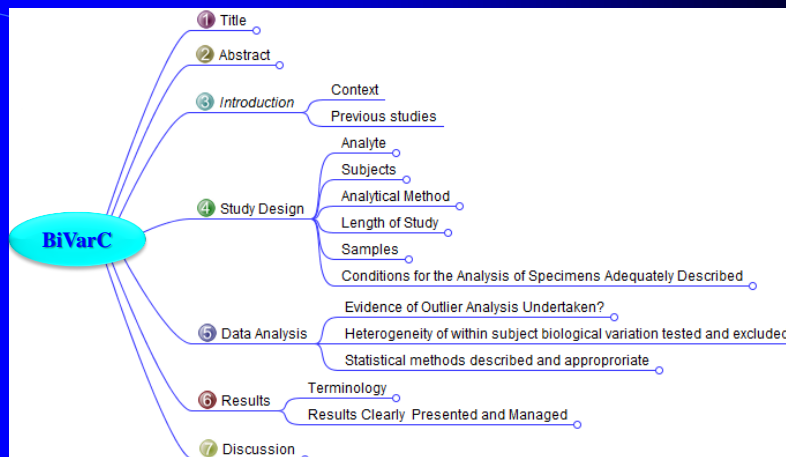 1 Title
2 Abstract
3 Introduction
Context
Previous studies
BiVarC
4 Study Design
Analyte
Subjects
Analytical Method
Length of Study
Samples
Conditions for the Analysis of Specimens Adequately Described
5 Data Analysis
Evidence of Outlier Analysis Undertaken?
Heterogeneity of within subject biological variation tested and excluded
Statistical methods described and approproriate
6 Results
Terminology
Results Clearly Presented and Managed
7 Discussion